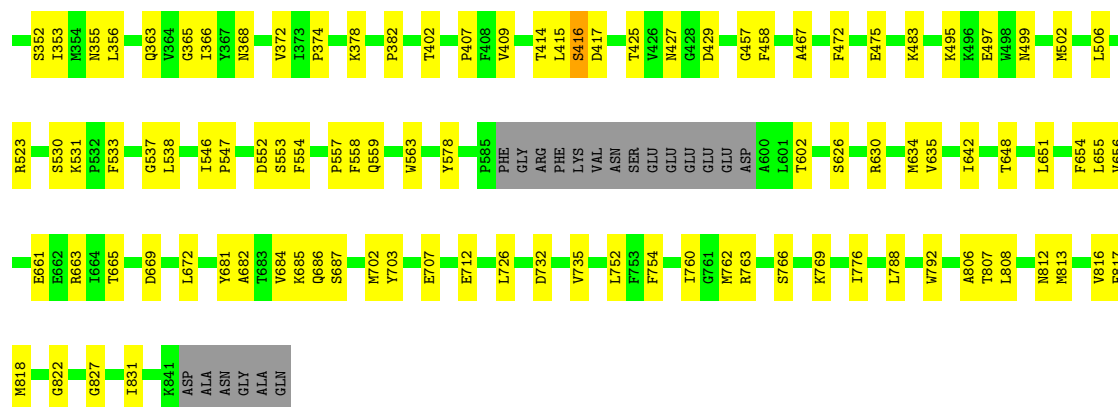 S352 I353 M354 N355 L356 Q363 V364 G365 I366 Y367 N368 V372 I373 P374 K378 P382 T402 P407 F408 V409 T414 L415 S416 D417 T425 V426 N427 G428 D429 G457 F458 A467 F472 E475 K483 K495 K496 E497 W498 N499 M502 L506
R523 S530 K531 P532 F533 G537 L538 I546 P547 D552 S553 F554 P557 F558 Q559 W563 Y578 P585 PHE GLY ARG PHE LYS VAL ASN SER GLU GLU GLU GLU GLU ASP A600 L601 T602 S626 R630 M634 V635 I642 T648 L651 F654 L655 V656
E661 E662 R663 I664 T665 D669 L672 Y681 A682 T683 V684 K685 Q686 S687 M702 Y703 E707 E712 L726 D732 V735 L752 F753 F754 I760 G761 M762 R763 S766 K769 I776 L788 W792 A806 T807 L808 N812 M813 V816
M818 G822 G827 I831 K841 ASP ALA ASN GLY ALA GLN